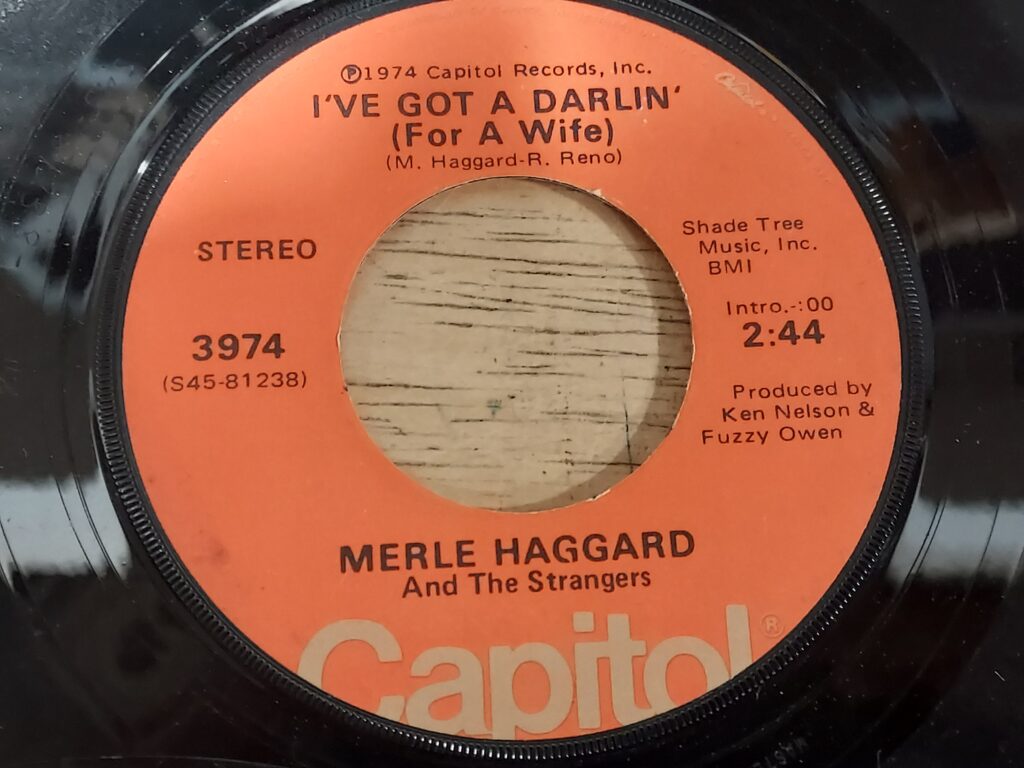 ℗1974 Capitol Records, Inc.
I'VE GOT A DARLIN'
(For A Wife)
(M. Haggard-R. Reno)
STEREO
3974
(S45-81238)
Shade Tree
Music, Inc.
BMI
Intro.-:00
2:44
Produced by
Ken Nelson &
Fuzzy Owen
MERLE HAGGARD
And The Strangers
Capitol®